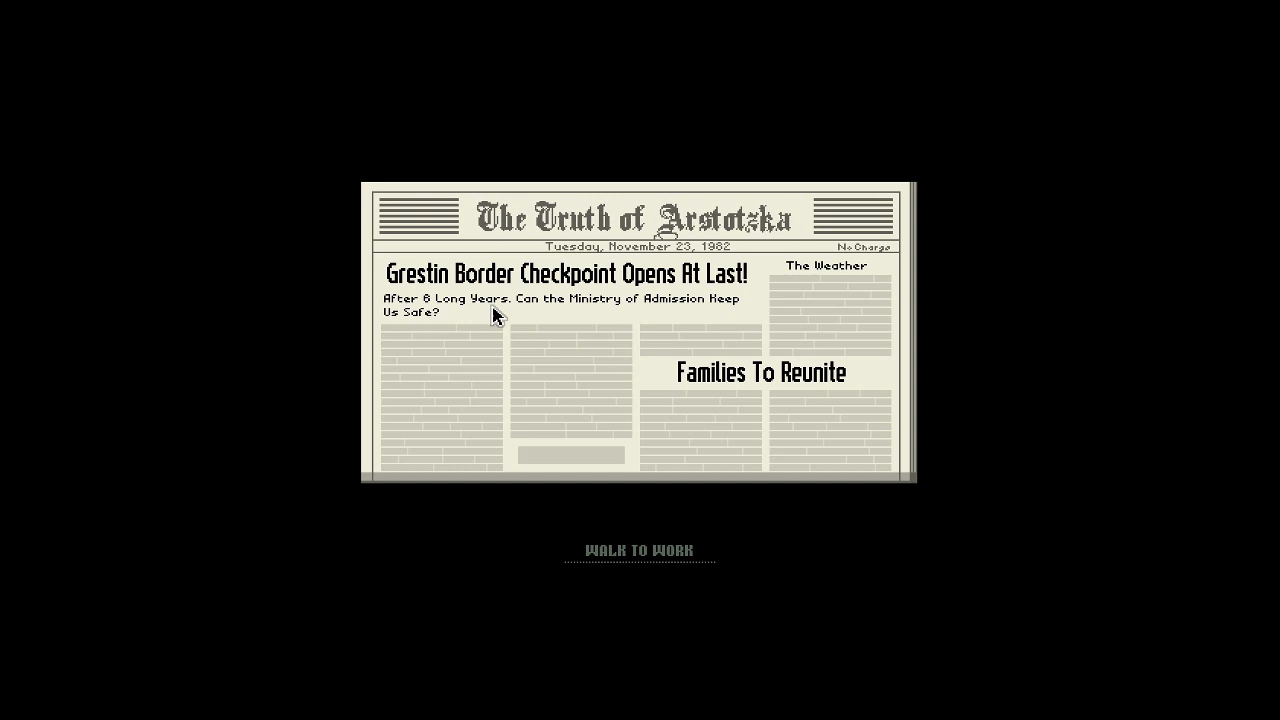 The Truth of Arstotzka
Tuesday, November 23, 1982
No Charge
Grestin Border Checkpoint Opens At Last!
After 6 Long Years. Can the Ministry of Admission Keep
Us Safe?
The Weather
Families To Reunite
WALK TO WORK